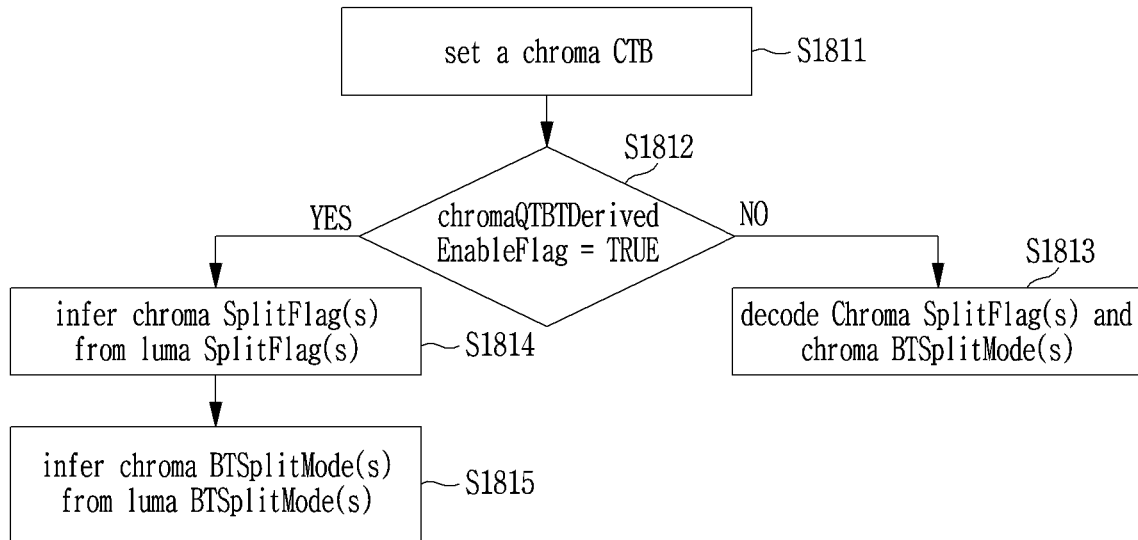 set a chroma CTB
S1811
S1812
chromaQTBTDerived
EnableFlag = TRUE
YES
NO
S1813
infer chroma SplitFlag(s)
from luma SplitFlag(s)
S1814
decode Chroma SplitFlag(s) and
chroma BTSplitMode(s)
infer chroma BTSplitMode(s)
from luma BTSplitMode(s)
S1815